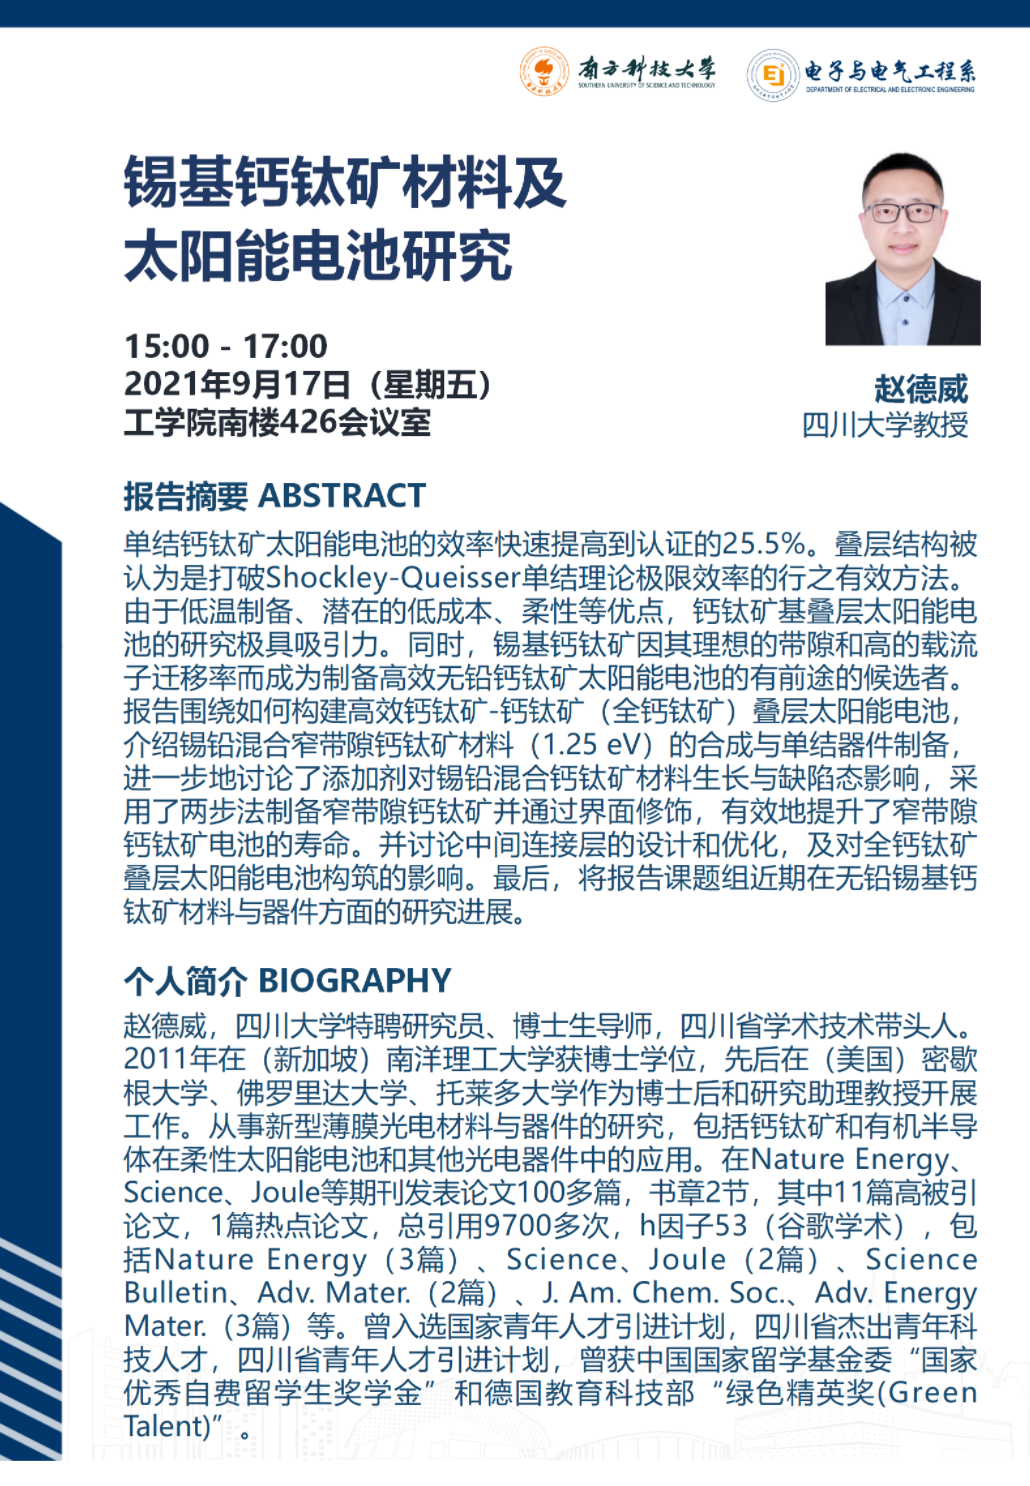 南方科技大学
SOUTHERN UNIVERSITY OF SCIENCE AND TECHNOLOGY
电子与电气工程系
DEPARTMENT OF ELECTRICAL AND ELECTRONIC ENGINEERING
锡基钙钛矿材料及
太阳能电池研究
15:00 - 17:00
2021年9月17日（星期五）
工学院南楼426会议室
赵德威
四川大学教授
报告摘要 ABSTRACT
单结钙钛矿太阳能电池的效率快速提高到认证的25.5%。叠层结构被
认为是打破Shockley-Queisser单结理论极限效率的行之有效方法。
由于低温制备、潜在的低成本、柔性等优点，钙钛矿基叠层太阳能电
池的研究极具吸引力。同时，锡基钙钛矿因其理想的带隙和高的载流
子迁移率而成为制备高效无铅钙钛矿太阳能电池的有前途的候选者。
报告围绕如何构建高效钙钛矿-钙钛矿（全钙钛矿）叠层太阳能电池，
介绍锡铅混合窄带隙钙钛矿材料（1.25 eV）的合成与单结器件制备，
进一步地讨论了添加剂对锡铅混合钙钛矿材料生长与缺陷态影响，采
用了两步法制备窄带隙钙钛矿并通过界面修饰，有效地提升了窄带隙
钙钛矿电池的寿命。并讨论中间连接层的设计和优化，及对全钙钛矿
叠层太阳能电池构筑的影响。最后，将报告课题组近期在无铅锡基钙
钛矿材料与器件方面的研究进展。
个人简介 BIOGRAPHY
赵德威，四川大学特聘研究员、博士生导师，四川省学术技术带头人。
2011年在（新加坡）南洋理工大学获博士学位，先后在（美国）密歇
根大学、佛罗里达大学、托莱多大学作为博士后和研究助理教授开展
工作。从事新型薄膜光电材料与器件的研究，包括钙钛矿和有机半导
体在柔性太阳能电池和其他光电器件中的应用。在Nature Energy、
Science、Joule等期刊发表论文100多篇，书章2节，其中11篇高被引
论文，1篇热点论文，总引用9700多次，h因子53（谷歌学术），包
括Nature Energy（3篇）、Science、Joule（2篇）、Science
Bulletin、Adv. Mater.（2篇）、J. Am. Chem. Soc.、Adv. Energy
Mater.（3篇）等。曾入选国家青年人才引进计划，四川省杰出青年科
技人才，四川省青年人才引进计划，曾获中国国家留学基金委“国家
优秀自费留学生奖学金”和德国教育科技部“绿色精英奖(Green
Talent)”。